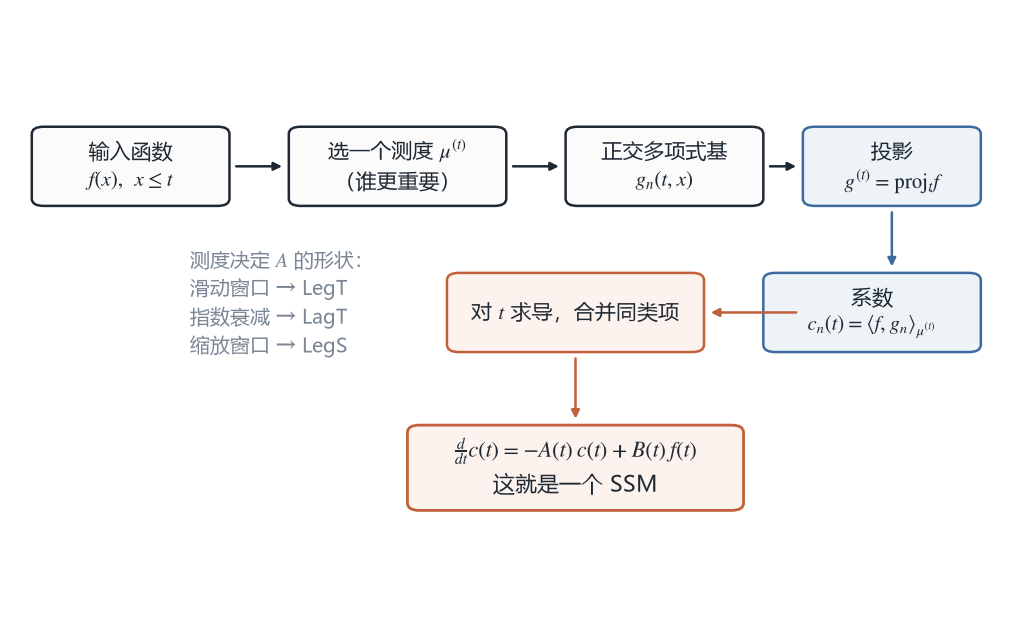 输入函数
f(x), x ≤ t
选一个测度 μ^(t)
（谁更重要）
正交多项式基
g_n(t, x)
投影
g^(t) = proj_t f
测度决定 A 的形状：
滑动窗口 → LegT
指数衰减 → LagT
缩放窗口 → LegS
对 t 求导，合并同类项
系数
c_n(t) = ⟨f, g_n⟩_μ^(t)
d/dt c(t) = −A(t) c(t) + B(t) f(t)
这就是一个 SSM